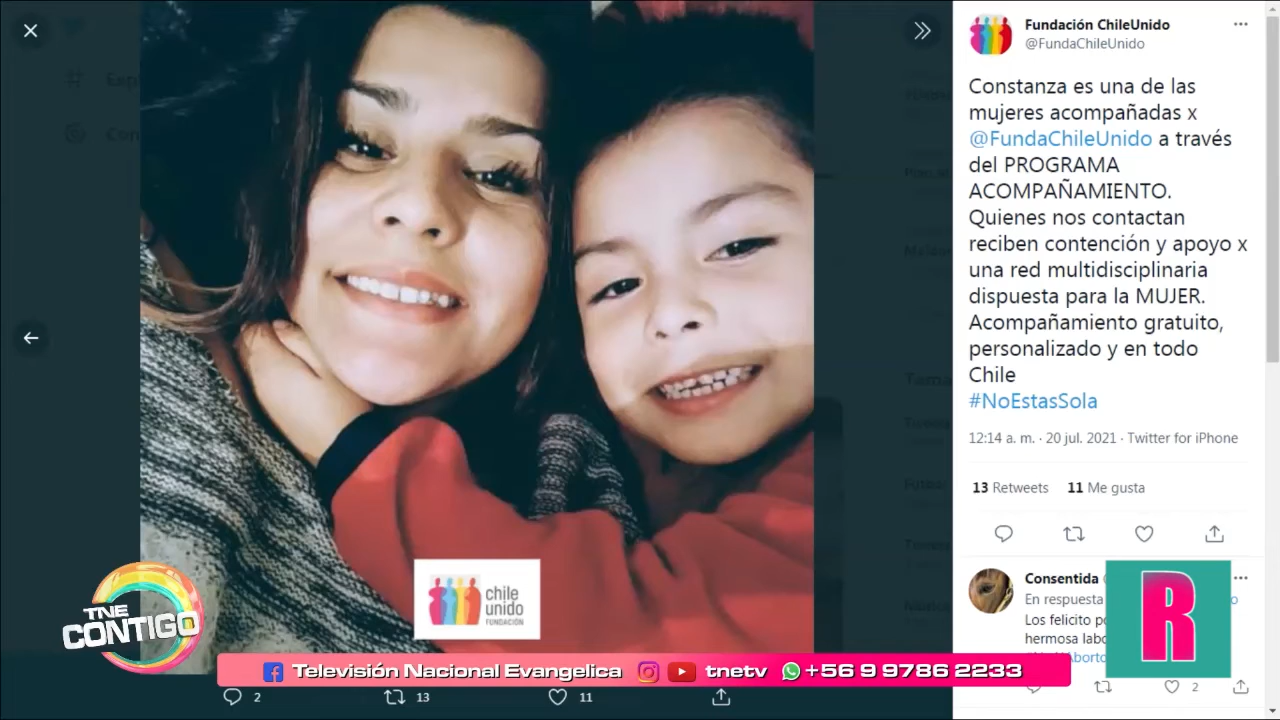 Fundación ChileUnido
@FundaChileUnido
Constanza es una de las
mujeres acompañadas x
@FundaChileUnido a través
del PROGRAMA
ACOMPAÑAMIENTO.
Quienes nos contactan
reciben contención y apoyo x
una red multidisciplinaria
dispuesta para la MUJER.
Acompañamiento gratuito,
personalizado y en todo
Chile
#NoEstasSola
12:14 a. m. · 20 jul. 2021 · Twitter for iPhone
13 Retweets 11 Me gusta
Consentida
En respuesta
Los felicito
hermosa
2
chile
unido
FUNDACIÓN
TNE
CONTIGO
R
Televisión Nacional Evangelica tnetv +56 9 9786 2233
2 13 11